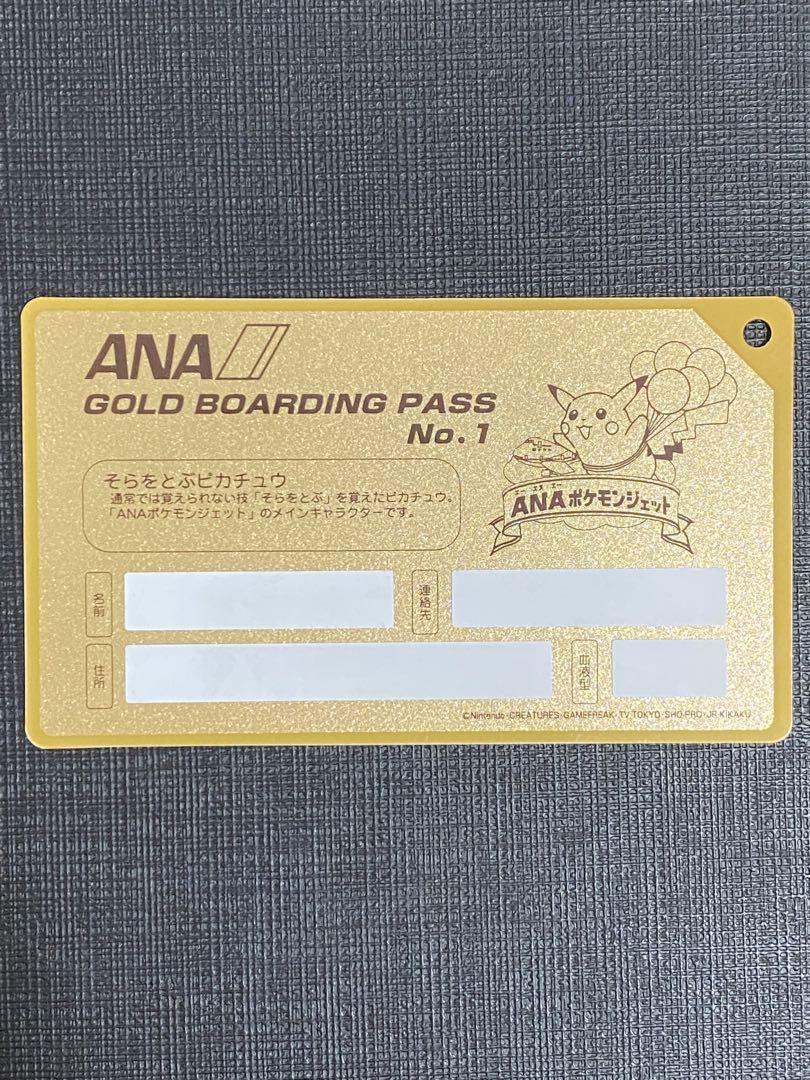 ANA
GOLD BOARDING PASS
No.1
そらをとぶピカチュウ
通常では覚えられない技「そらをとぶ」を覚えたピカチュウ。
「ANAポケモンジェット」のメインキャラクターです。
エー・エヌ・エー
ANAポケモンジェット
名前
連絡先
住所
血液型
©Nintendo・CREATURES・GAMEFREAK・TV TOKYO・SHO-PRO・JR KIKAKU